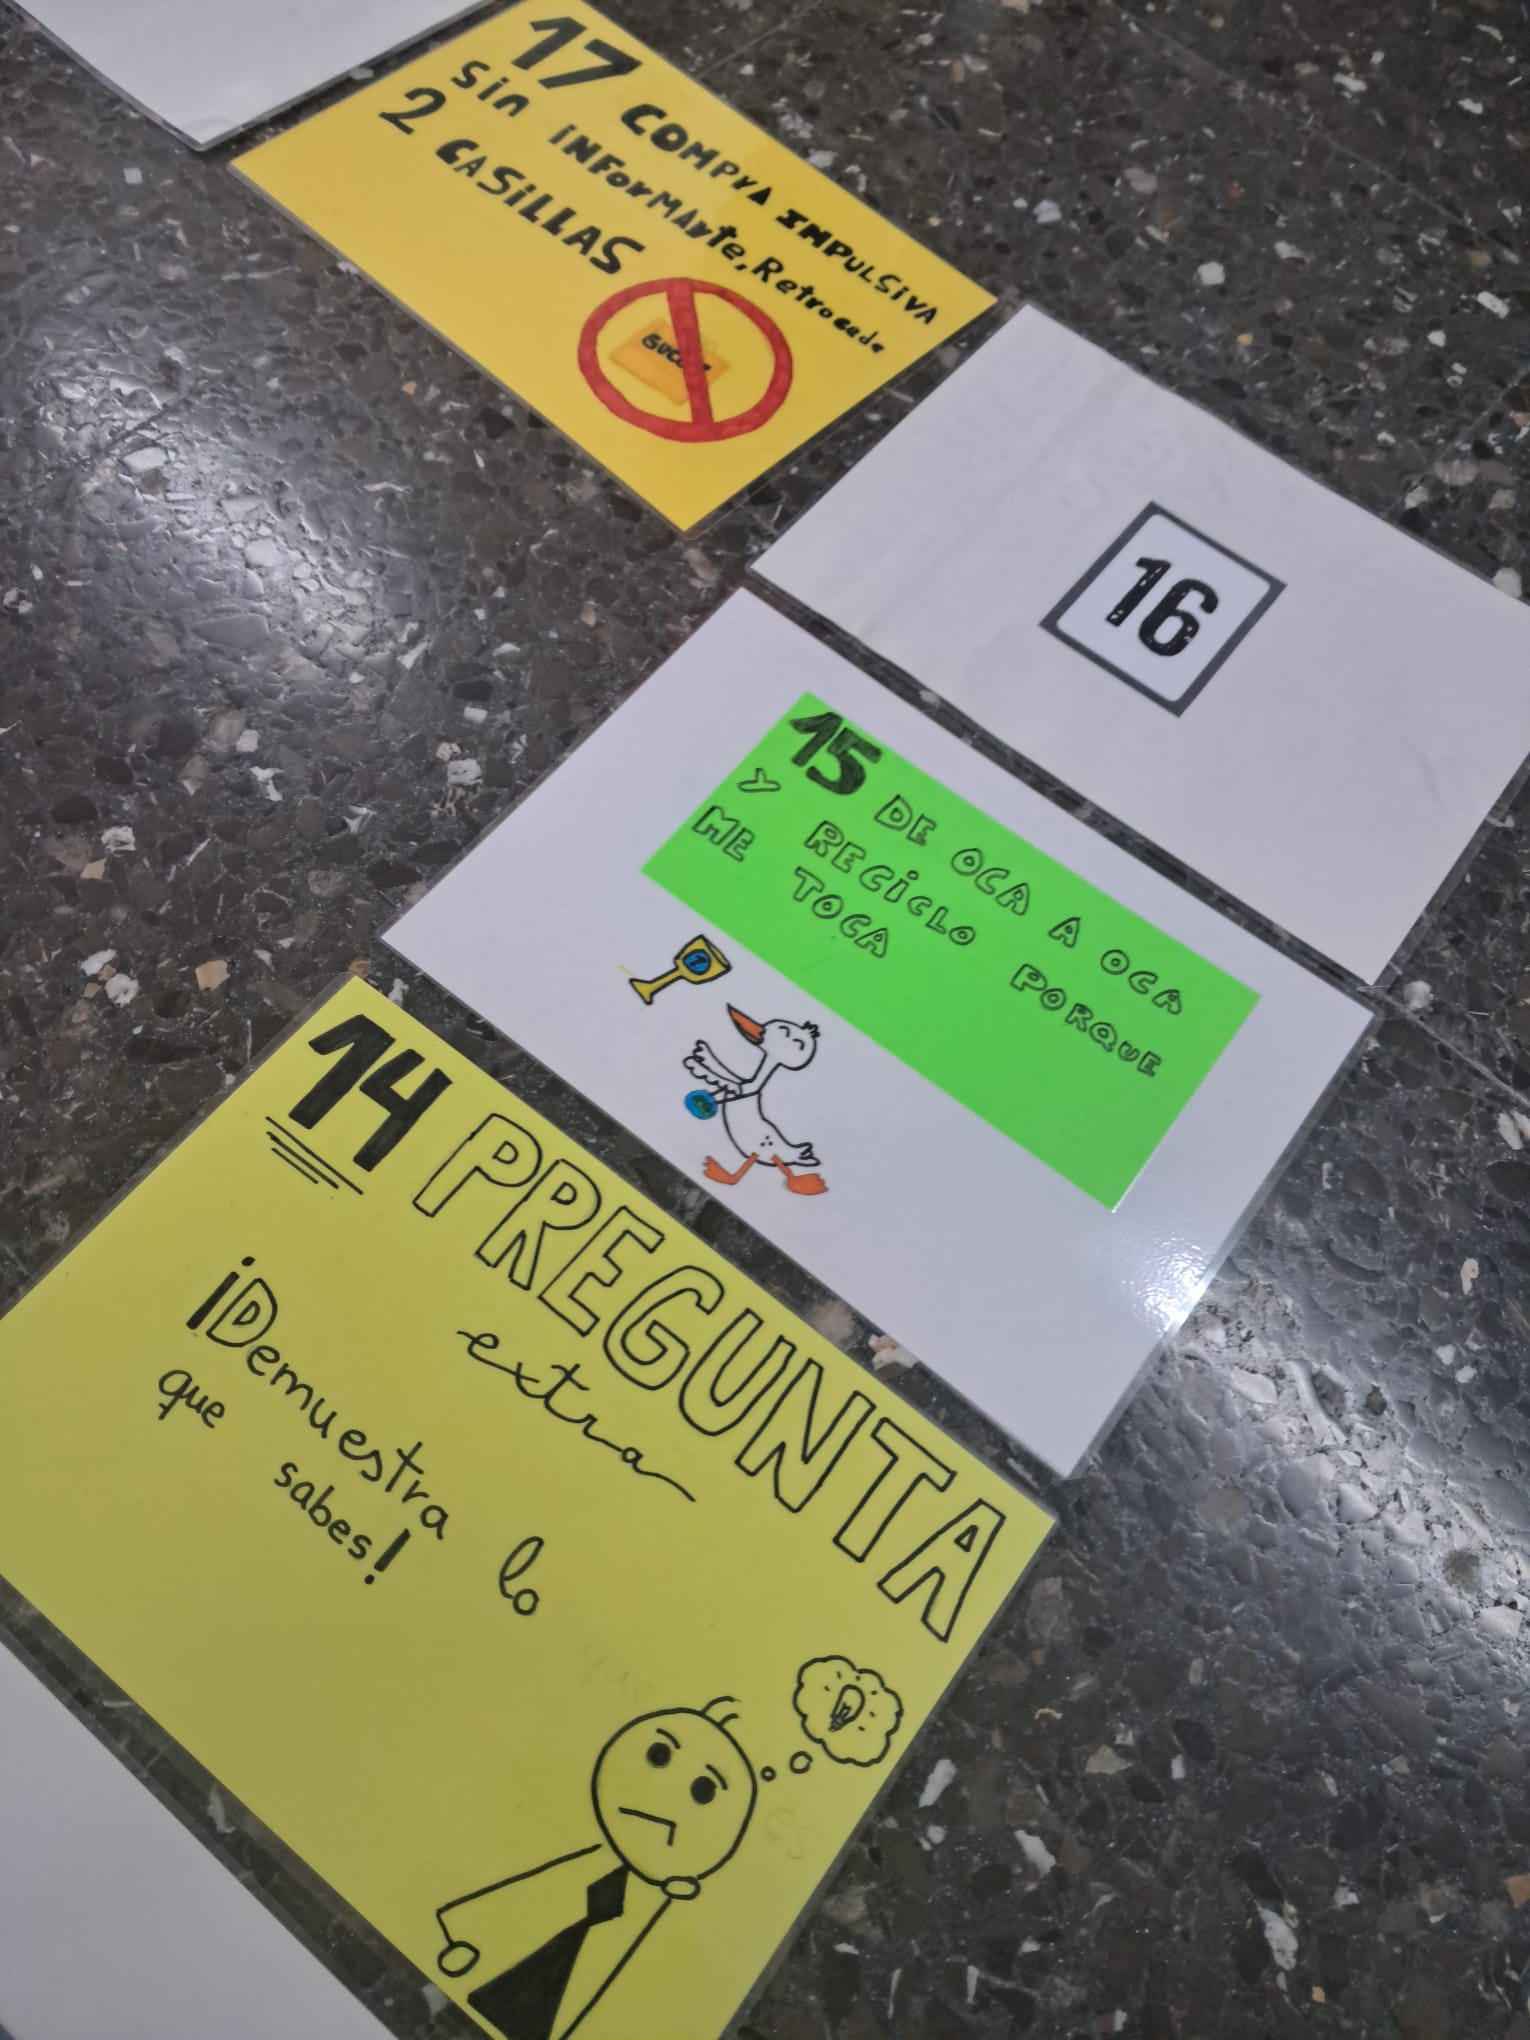 17 COMPRA IMPULSIVA
Sin iNForMArte, Retrocede
2 CASiLLAS
16
15 DE OCA A OCA
Y RECiCLO PORQUE
ME TOCA
1
14 PREGUNTA
extra
¡Demuestra lo
que sabes!